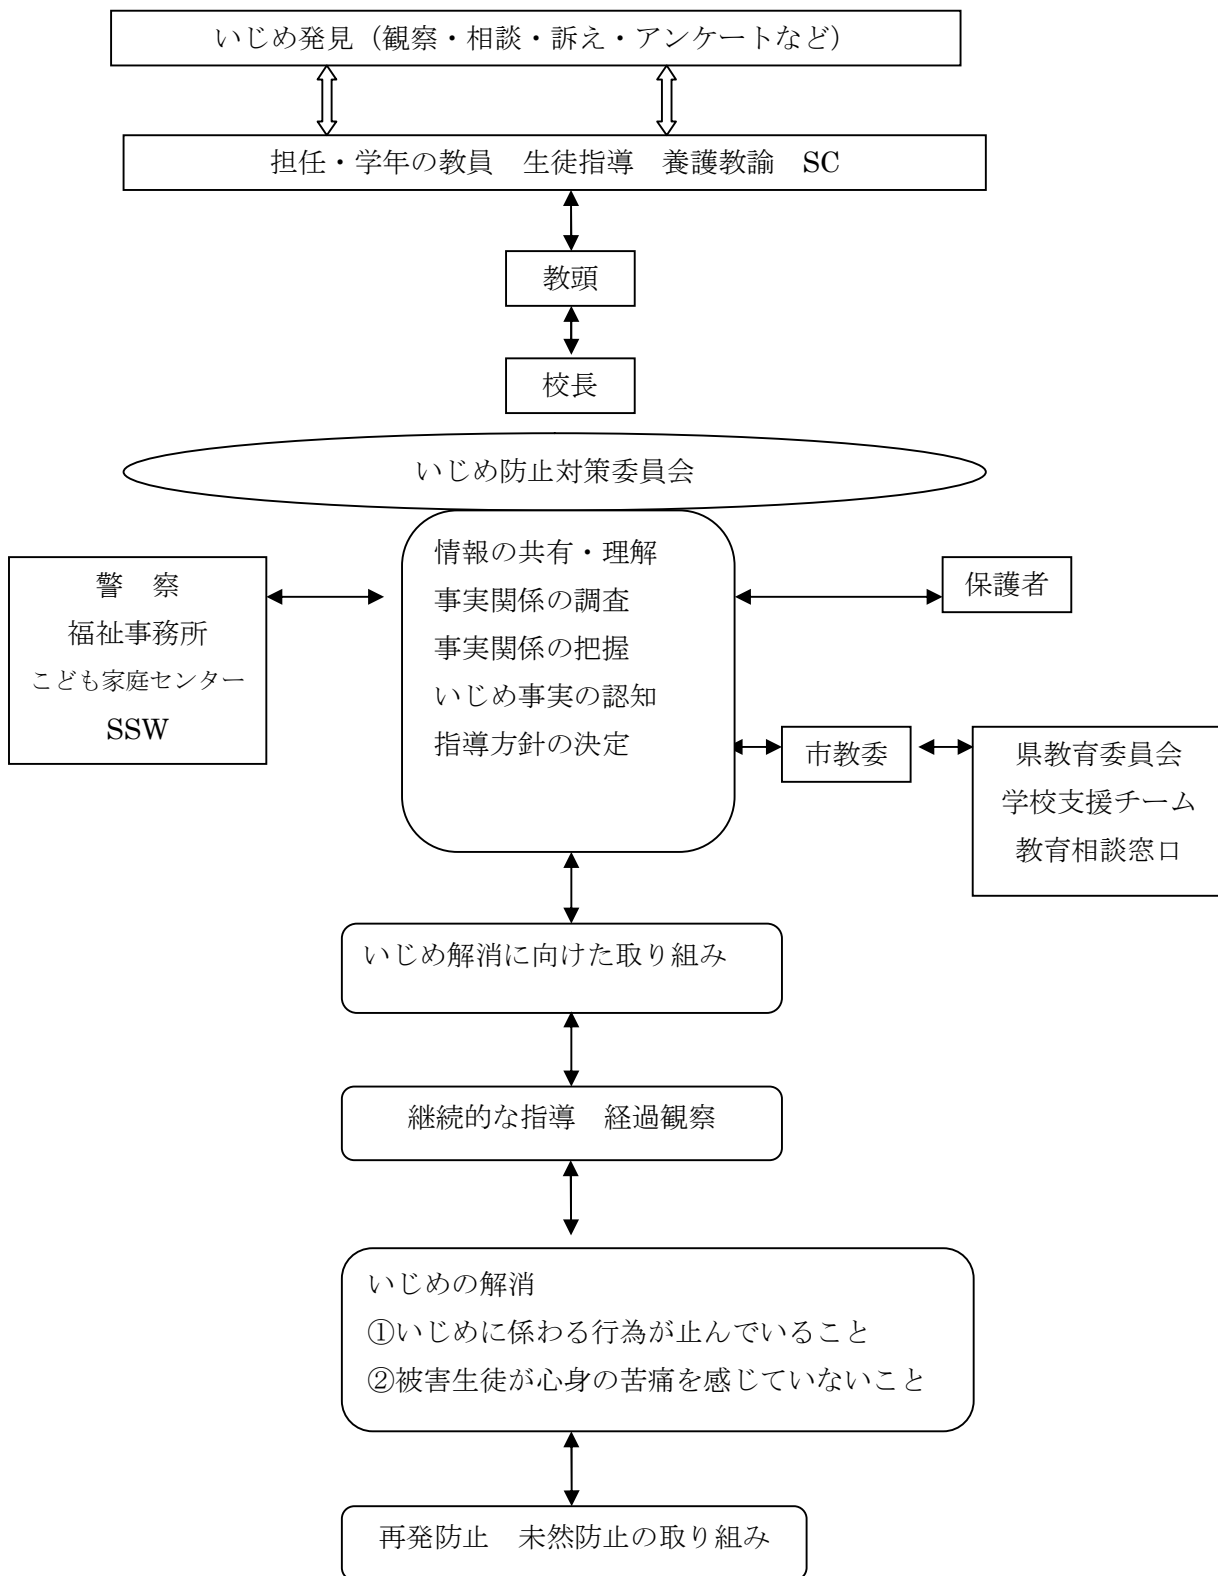 いじめ発見（観察・相談・訴え・アンケートなど）
担任・学年の教員　生徒指導　養護教諭　SC
教頭
校長
いじめ防止対策委員会
情報の共有・理解
事実関係の調査
事実関係の把握
いじめ事実の認知
指導方針の決定
警　察
福祉事務所
こども家庭センター
SSW
保護者
市教委
県教育委員会
学校支援チーム
教育相談窓口
いじめ解消に向けた取り組み
継続的な指導　経過観察
いじめの解消
①いじめに係わる行為が止んでいること
②被害生徒が心身の苦痛を感じていないこと
再発防止　未然防止の取り組み